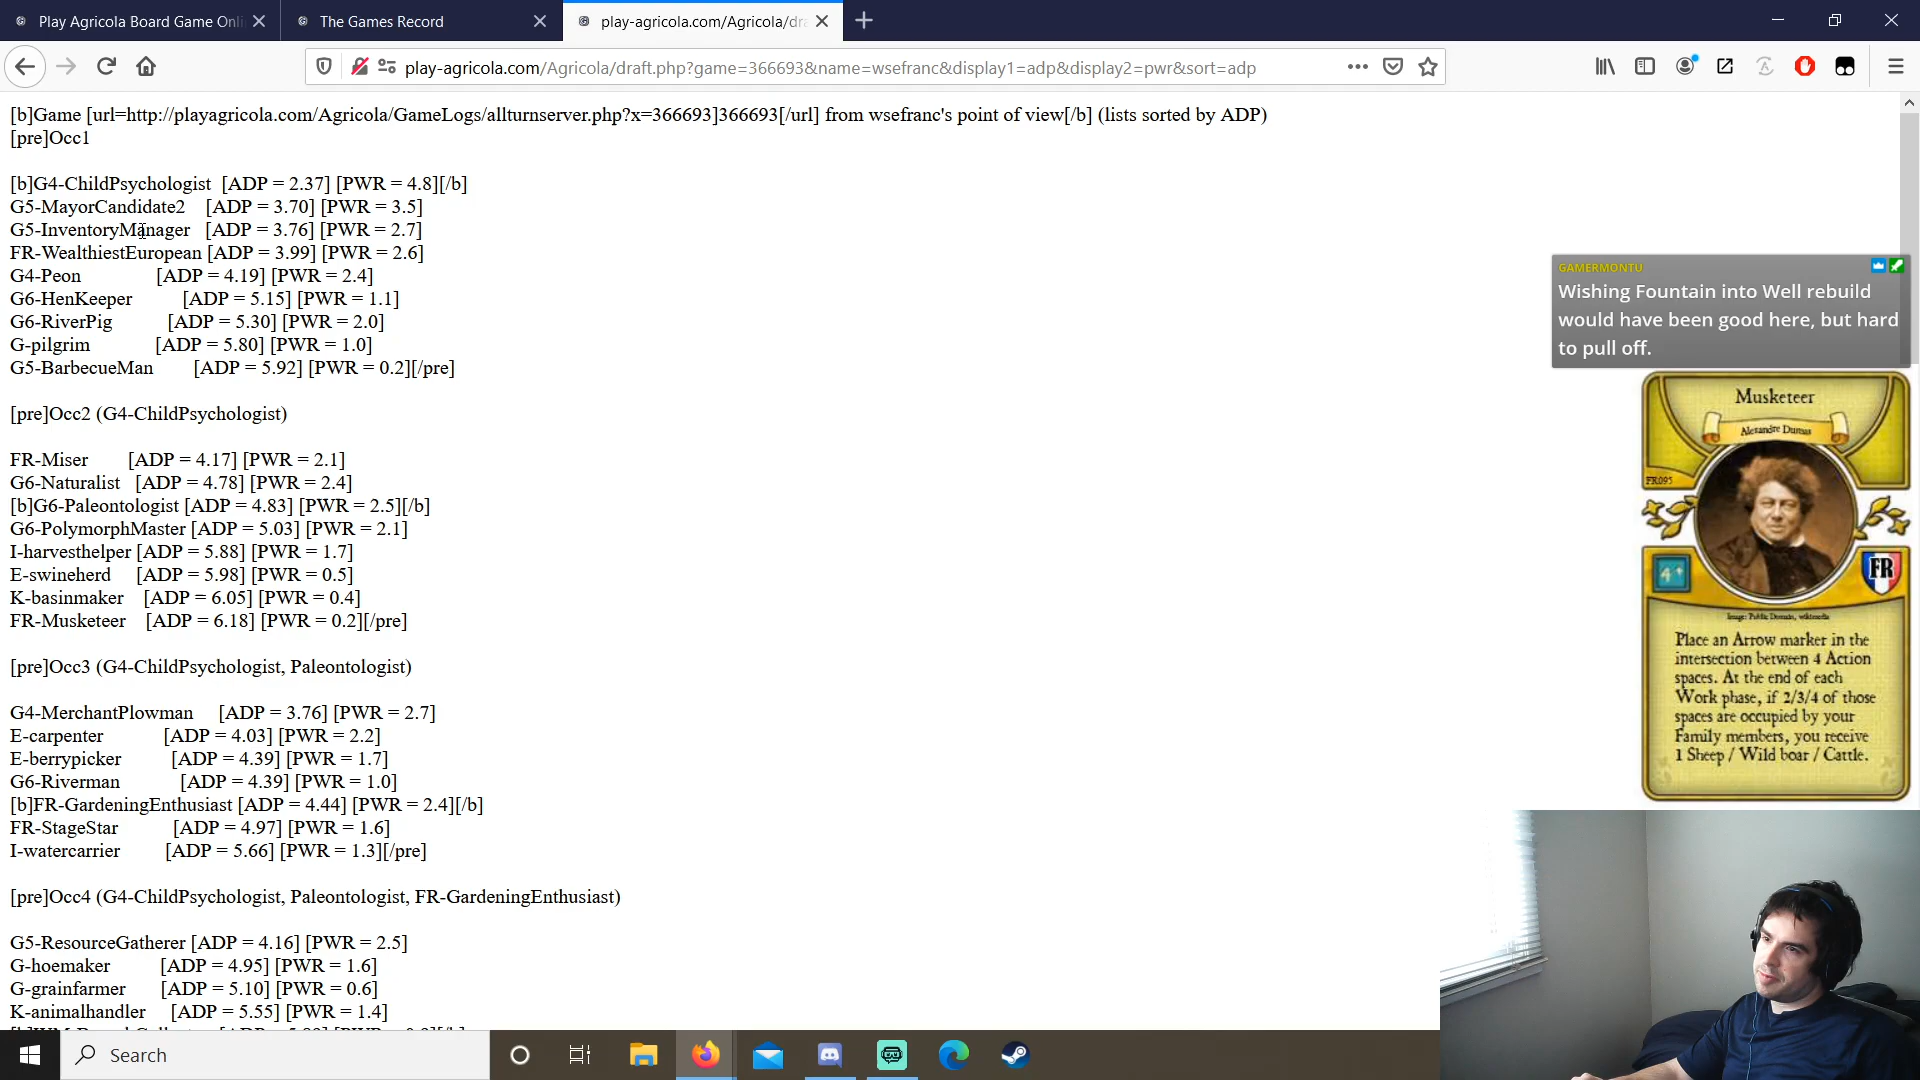 Play Agricola Board Game Onli
The Games Record
play-agricola.com/Agricola/dra
play-agricola.com/Agricola/draft.php?game=366693&name=wsefranc&display1=adp&display2=pwr&sort=adp
[b]Game [url=http://playagricola.com/Agricola/GameLogs/allturnserver.php?x=366693]366693[/url] from wsefranc's point of view[/b] (lists sorted by ADP)
[pre]Occ1
[b]G4-ChildPsychologist [ADP = 2.37] [PWR = 4.8][/b]
G5-MayorCandidate2 [ADP = 3.70] [PWR = 3.5]
G5-InventoryManager [ADP = 3.76] [PWR = 2.7]
FR-WealthiestEuropean [ADP = 3.99] [PWR = 2.6]
G4-Peon [ADP = 4.19] [PWR = 2.4]
G6-HenKeeper [ADP = 5.15] [PWR = 1.1]
G6-RiverPig [ADP = 5.30] [PWR = 2.0]
G-pilgrim [ADP = 5.80] [PWR = 1.0]
G5-BarbecueMan [ADP = 5.92] [PWR = 0.2][/pre]
[pre]Occ2 (G4-ChildPsychologist)
FR-Miser [ADP = 4.17] [PWR = 2.1]
G6-Naturalist [ADP = 4.78] [PWR = 2.4]
[b]G6-Paleontologist [ADP = 4.83] [PWR = 2.5][/b]
G6-PolymorphMaster [ADP = 5.03] [PWR = 2.1]
I-harvesthelper [ADP = 5.88] [PWR = 1.7]
E-swineherd [ADP = 5.98] [PWR = 0.5]
K-basinmaker [ADP = 6.05] [PWR = 0.4]
FR-Musketeer [ADP = 6.18] [PWR = 0.2][/pre]
[pre]Occ3 (G4-ChildPsychologist, Paleontologist)
G4-MerchantPlowman [ADP = 3.76] [PWR = 2.7]
E-carpenter [ADP = 4.03] [PWR = 2.2]
E-berrypicker [ADP = 4.39] [PWR = 1.7]
G6-Riverman [ADP = 4.39] [PWR = 1.0]
[b]FR-GardeningEnthusiast [ADP = 4.44] [PWR = 2.4][/b]
FR-StageStar [ADP = 4.97] [PWR = 1.6]
I-watercarrier [ADP = 5.66] [PWR = 1.3][/pre]
[pre]Occ4 (G4-ChildPsychologist, Paleontologist, FR-GardeningEnthusiast)
G5-ResourceGatherer [ADP = 4.16] [PWR = 2.5]
G-hoemaker [ADP = 4.95] [PWR = 1.6]
G-grainfarmer [ADP = 5.10] [PWR = 0.6]
K-animalhandler [ADP = 5.55] [PWR = 1.4]
GAMERMONTU
Wishing Fountain into Well rebuild
would have been good here, but hard
to pull off.
Musketeer
Alexandre Dumas
FR095
4+
FR
Image: Public Domain, wikimedia
Place an Arrow marker in the
intersection between 4 Action
spaces. At the end of each
Work phase, if 2/3/4 of those
spaces are occupied by your
Family members, you receive
1 Sheep / Wild boar / Cattle.
Search